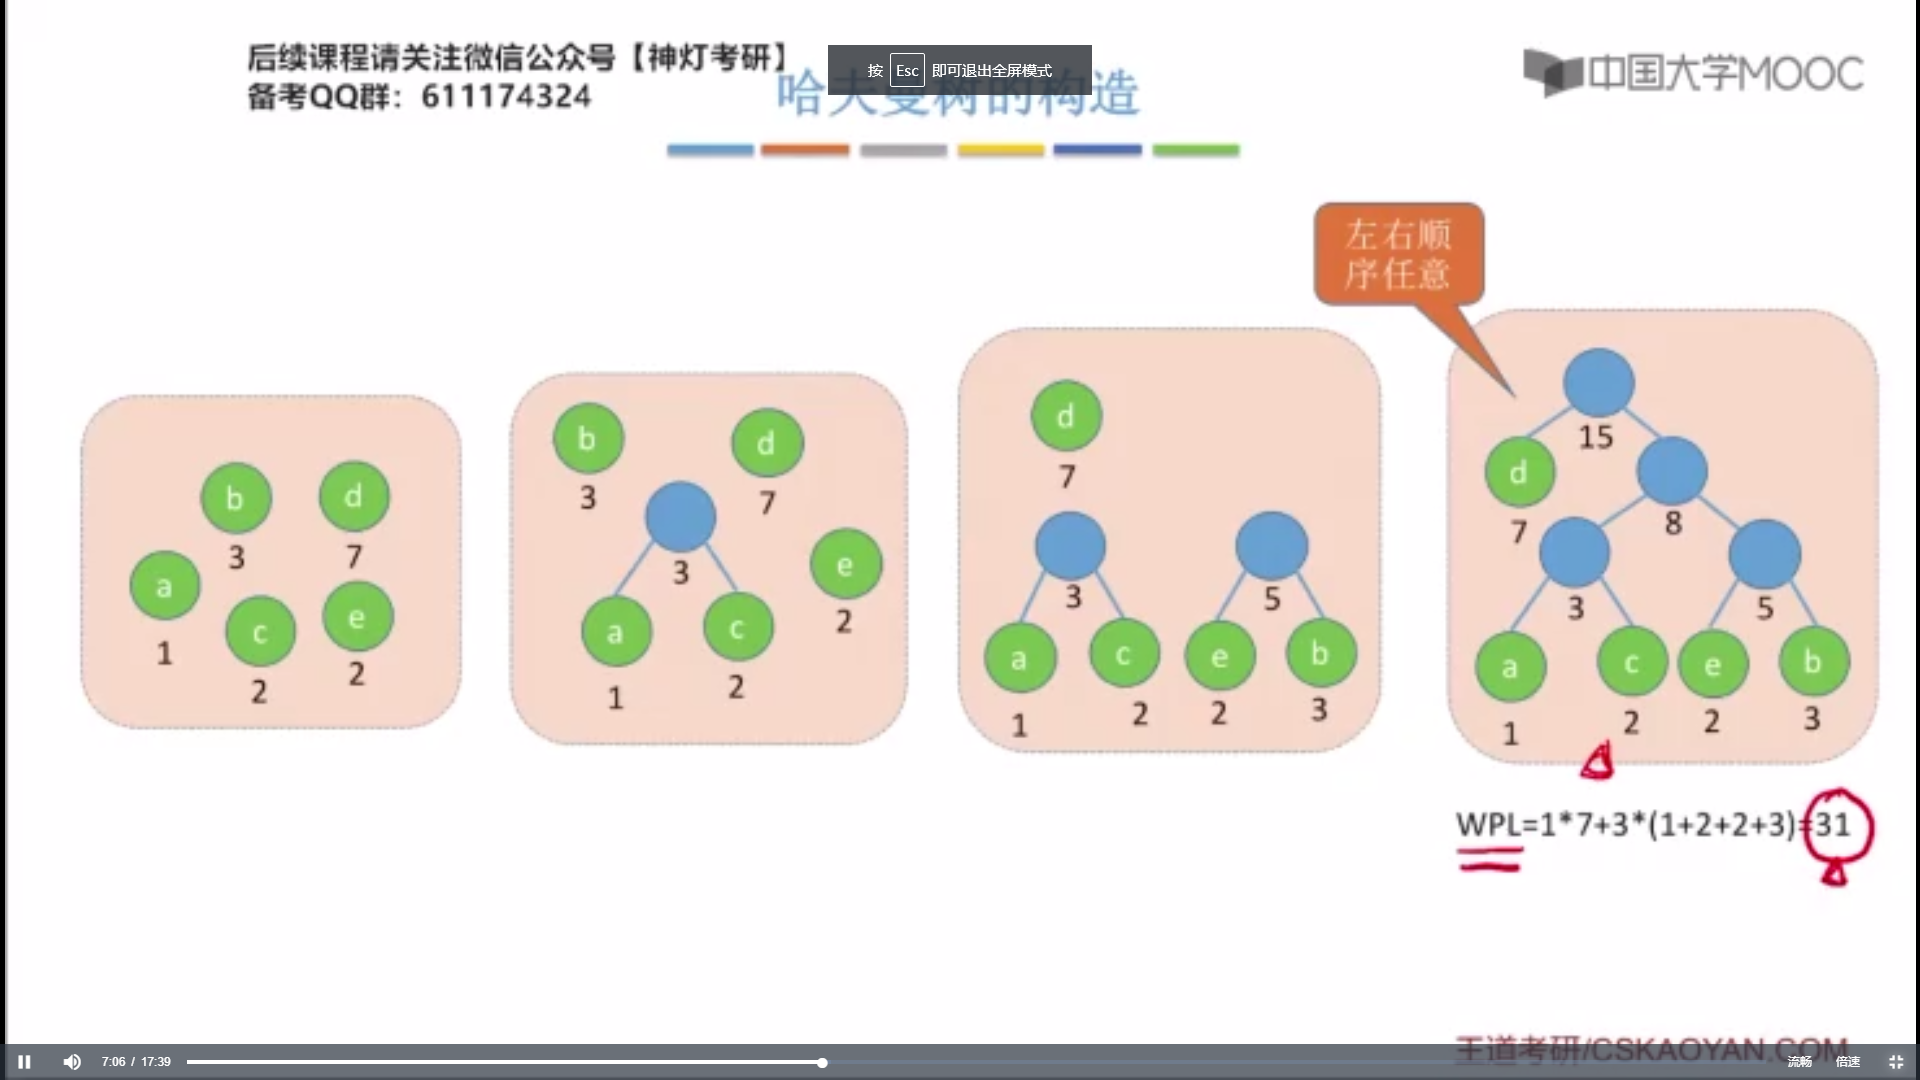 后续课程请关注微信公众号【神灯考研】
备考QQ群：611174324
按 Esc 即可退出全屏模式
哈夫曼树的构造
中国大学MOOC
左右顺
序任意
b
3
d
7
a
1
c
2
e
2
b
3
d
7
3
e
2
a
1
c
2
d
7
3
5
a
1
c
2
e
2
b
3
15
d
7
8
3
5
a
1
c
2
e
2
b
3
WPL=1*7+3*(1+2+2+3)=31
王道考研/CSKAOYAN.COM
7:06 / 17:39
流畅
倍速